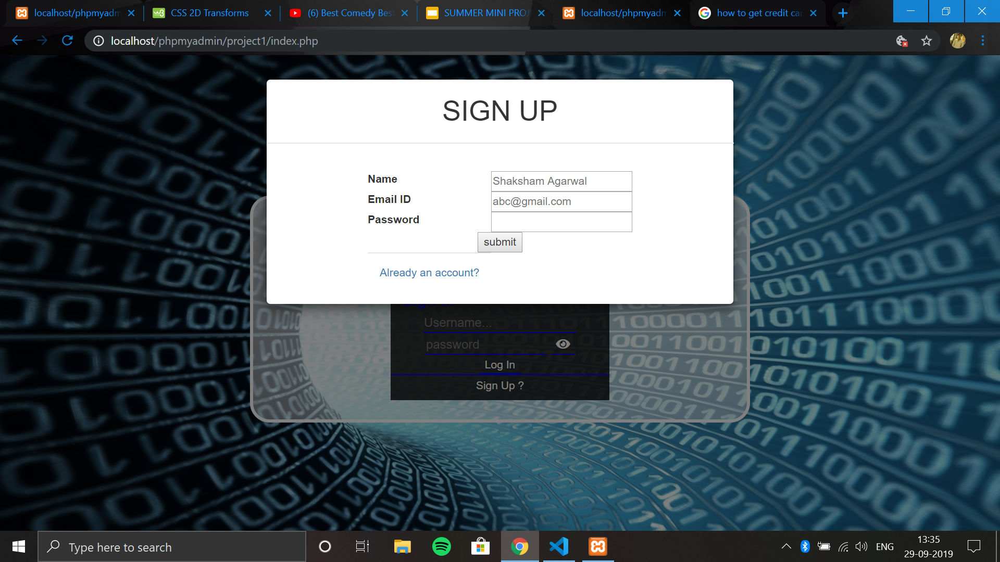 localhost/phpmyadm
CSS 2D Transforms
(6) Best Comedy Bes
SUMMER MINI PROJ
localhost/phpmyadm
how to get credit car
localhost/phpmyadmin/project1/index.php
SIGN UP
Name
Shaksham Agarwal
Email ID
abc@gmail.com
Password
submit
Already an account?
Username...
password
Log In
Sign Up ?
Type here to search
ENG
13:35
29-09-2019